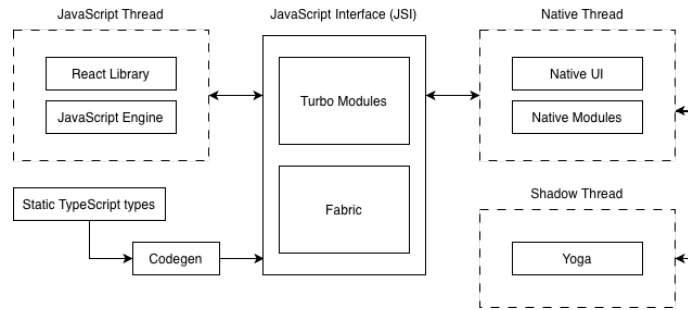 JavaScript Thread
JavaScript Interface (JSI)
Native Thread
React Library
JavaScript Engine
Turbo Modules
Native UI
Native Modules
Static TypeScript types
Codegen
Fabric
Shadow Thread
Yoga